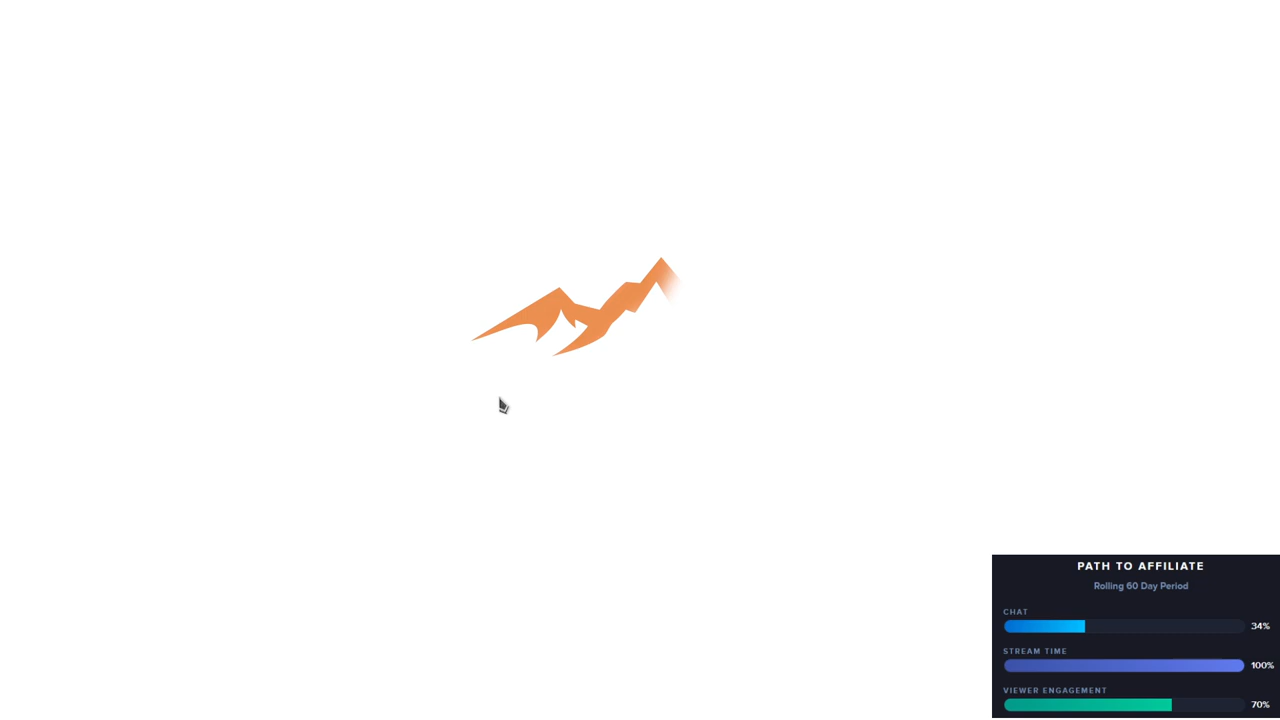 PATH TO AFFILIATE
Rolling 60 Day Period
CHAT
34%
STREAM TIME
100%
VIEWER ENGAGEMENT
70%